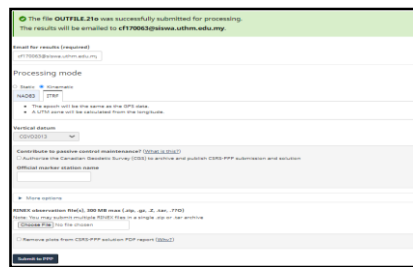 The file OUTFILE.21o was successfully submitted for processing.
The results will be emailed to cf170063@siswa.uthm.edu.my.
Email for results (required)
cf170063@siswa.uthm.edu.my
Processing mode
Static Kinematic
NAD83 ITRF
The epoch will be the same as the GPS data.
A UTM zone will be calculated from the longitude.
Vertical datum
CGVD2013
Contribute to passive control maintenance? (What is this?)
Authorize the Canadian Geodetic Survey (CGS) to archive and publish CSRS-PPP submission and solution
Official marker station name
More options
RINEX observation file(s), 300 MB max (.zip, .gz, .Z, .tar, .??O)
Note: You may submit multiple RINEX files in a single .zip or .tar archive
Choose File No file chosen
Remove plots from CSRS-PPP solution PDF report (Why?)
Submit to PPP